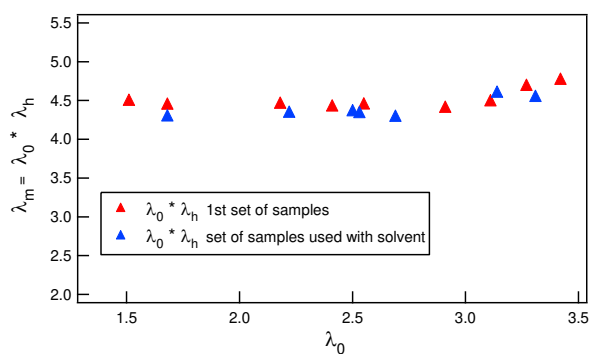 5.5
5.0
4.5
4.0
3.5
3.0
2.5
2.0
λm = λ0 * λh
λ0 * λh 1st set of samples
λ0 * λh set of samples used with solvent
1.5 2.0 2.5 3.0 3.5
λ0